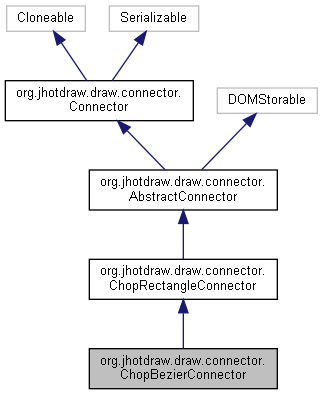 Cloneable
Serializable
org.jhotdraw.draw.connector.
Connector
DOMStorable
org.jhotdraw.draw.connector.
AbstractConnector
org.jhotdraw.draw.connector.
ChopRectangleConnector
org.jhotdraw.draw.connector.
ChopBezierConnector